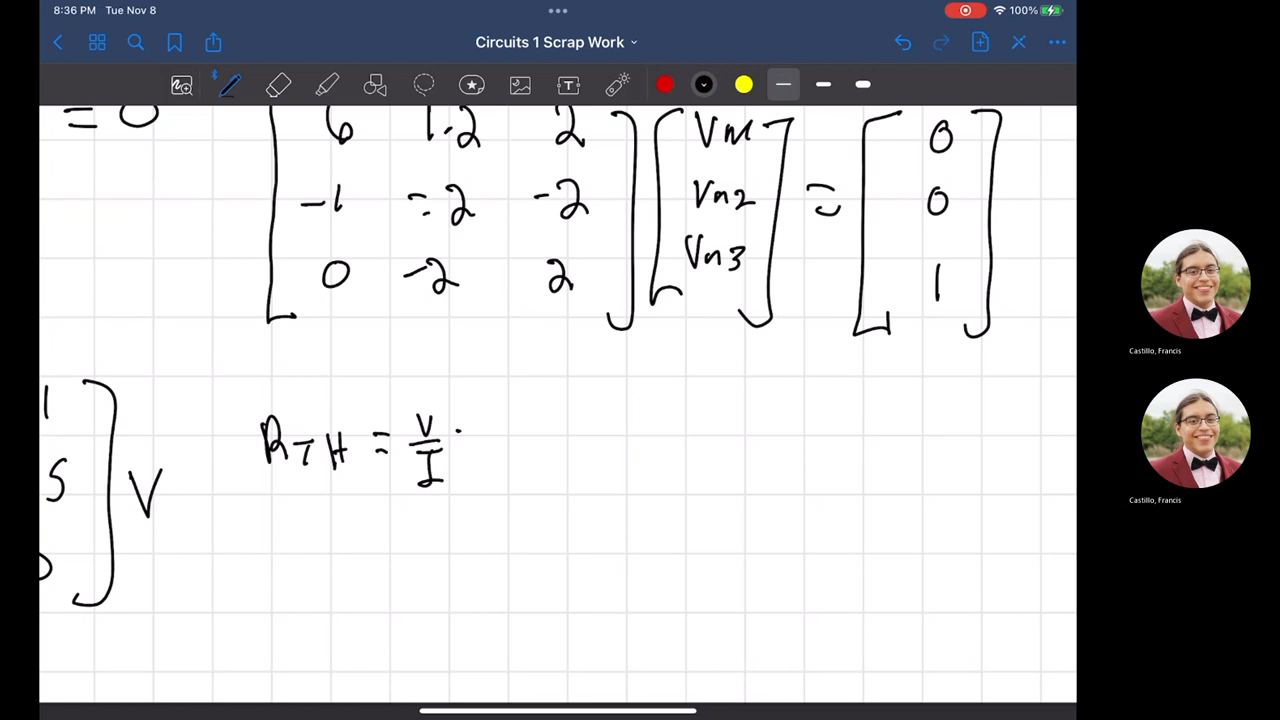 8:36 PM Tue Nov 8
100%
Circuits 1 Scrap Work
= 0
6 1.2 2
Vn1
0
-1 -2
Vn2
=
0
0 -2 2
Vn3
1
1
5
0
V
RTH = V/I
Castillo, Francis
Castillo, Francis